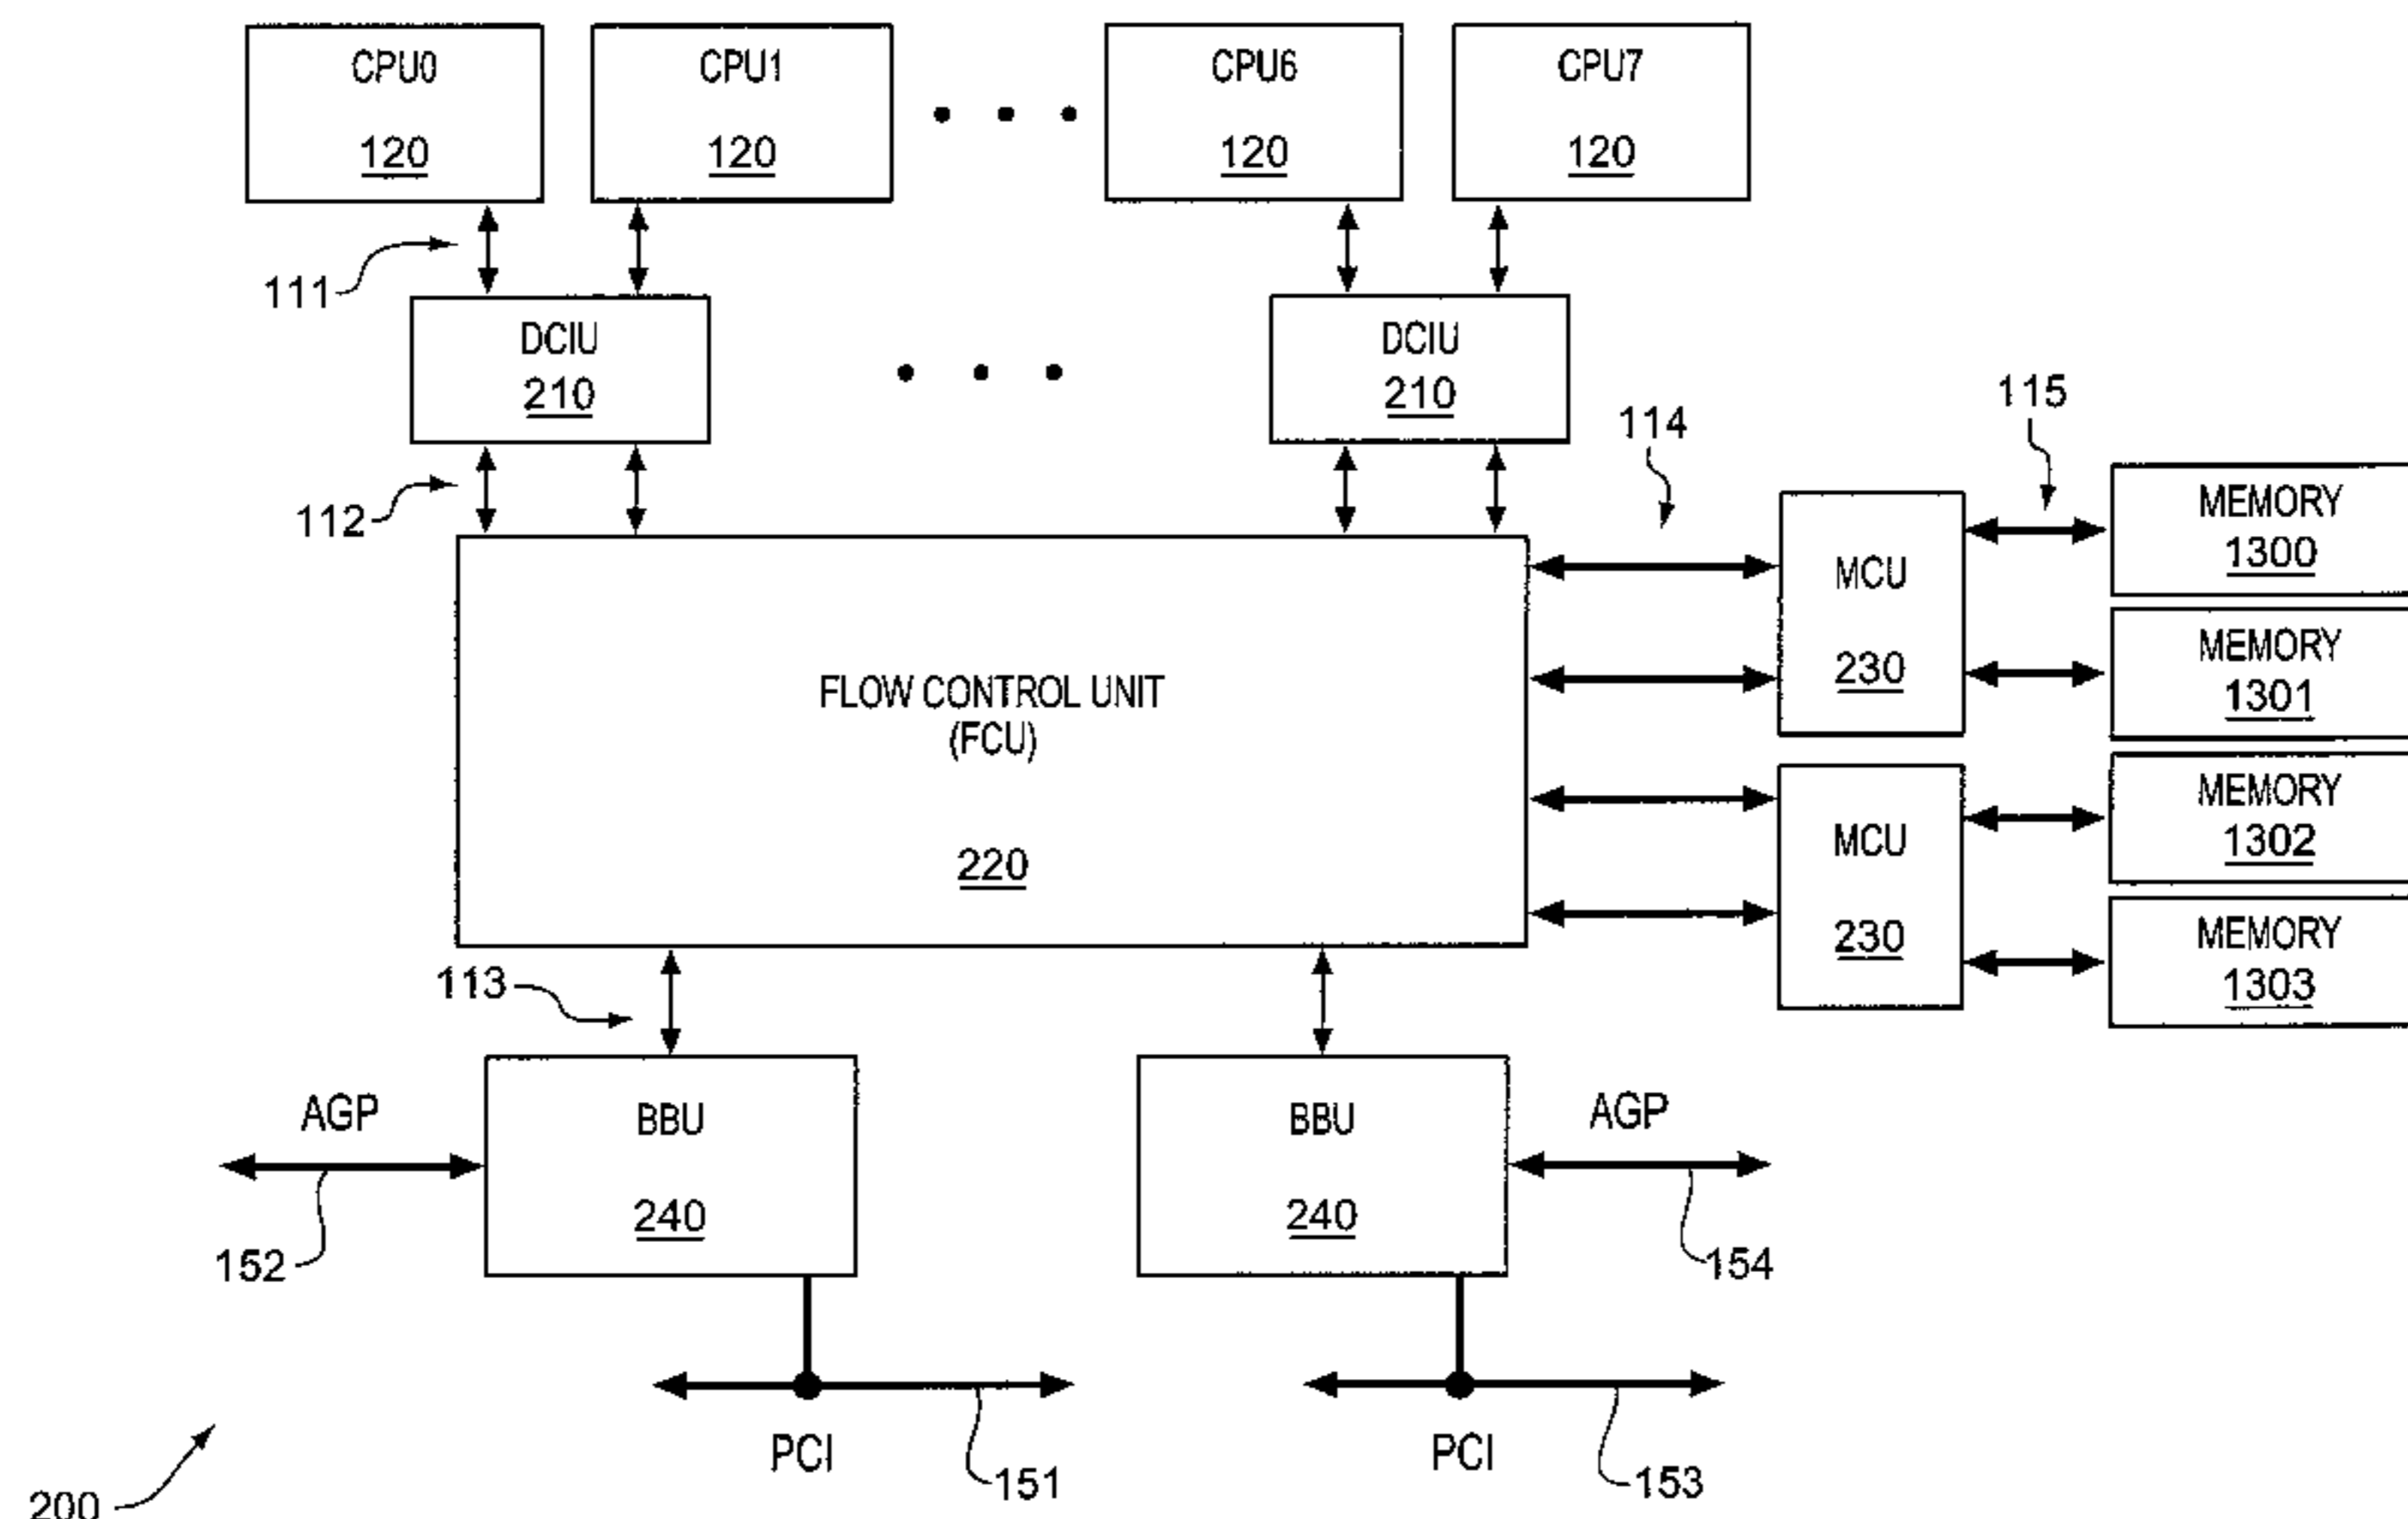 CPU0
120
CPU1
120
CPU6
120
CPU7
120
111
DCIU
210
DCIU
210
112
114
115
FLOW CONTROL UNIT
(FCU)
220
MCU
230
MCU
230
MEMORY
1300
MEMORY
1301
MEMORY
1302
MEMORY
1303
113
AGP
152
BBU
240
BBU
240
AGP
154
PCI
151
PCI
153
200